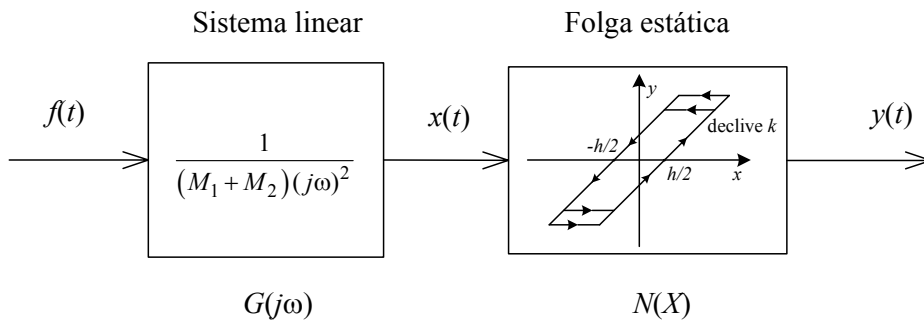 Sistema linear
Folga estática
f(t)
1
(M₁ + M₂)(jω)²
x(t)
y
declive k
-h/2
h/2
x
y(t)
G(jω)
N(X)